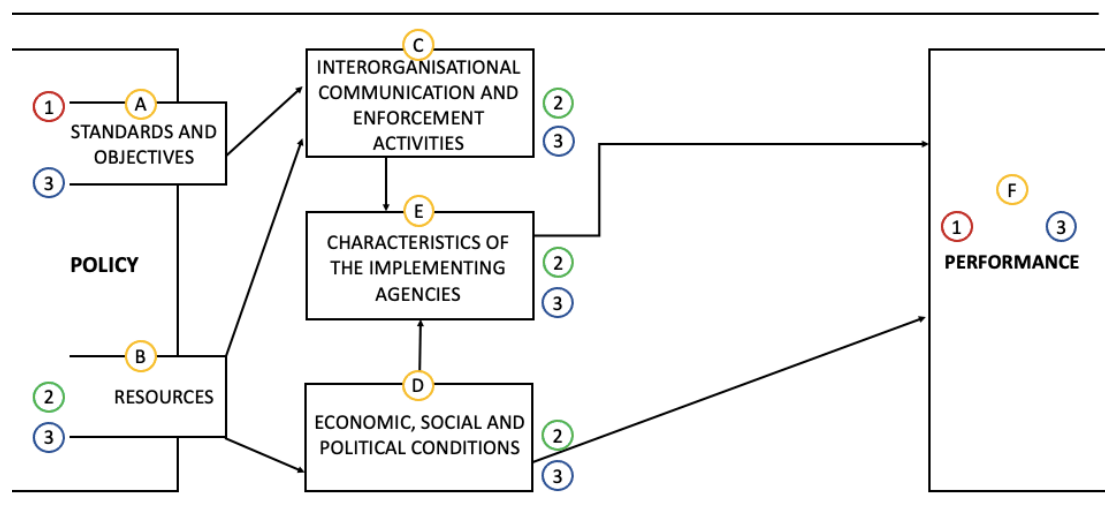 C
INTERORGANISATIONAL
COMMUNICATION AND
ENFORCEMENT
ACTIVITIES
2
3
1
A
STANDARDS AND
OBJECTIVES
3
E
CHARACTERISTICS OF
THE IMPLEMENTING
AGENCIES
2
3
POLICY
F
1
3
PERFORMANCE
B
2
RESOURCES
3
D
ECONOMIC, SOCIAL AND
POLITICAL CONDITIONS
2
3